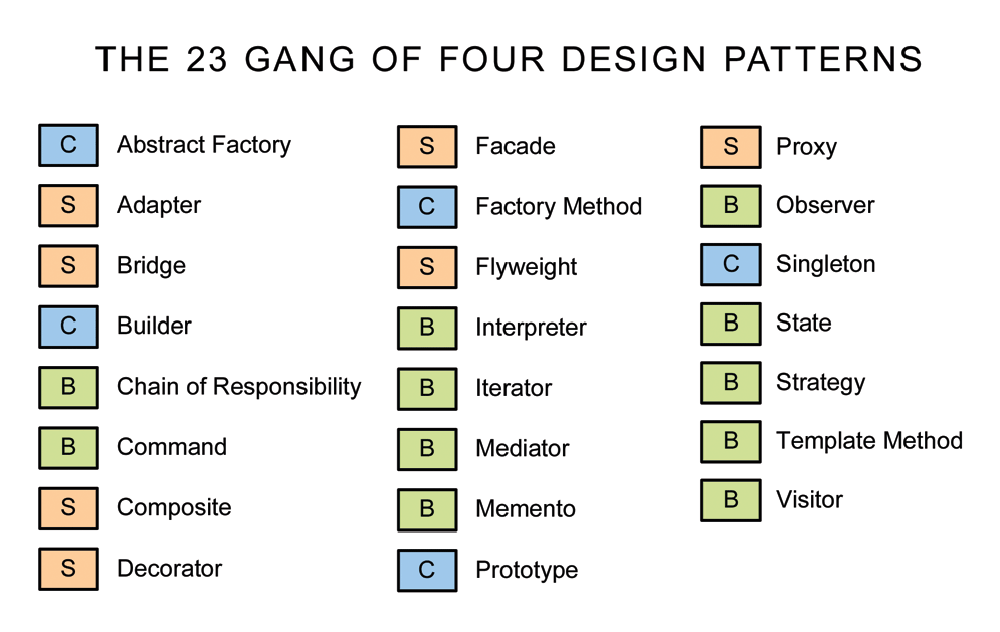 THE 23 GANG OF FOUR DESIGN PATTERNS
C Abstract Factory
S Adapter
S Bridge
C Builder
B Chain of Responsibility
B Command
S Composite
S Decorator
S Facade
C Factory Method
S Flyweight
B Interpreter
B Iterator
B Mediator
B Memento
C Prototype
S Proxy
B Observer
C Singleton
B State
B Strategy
B Template Method
B Visitor